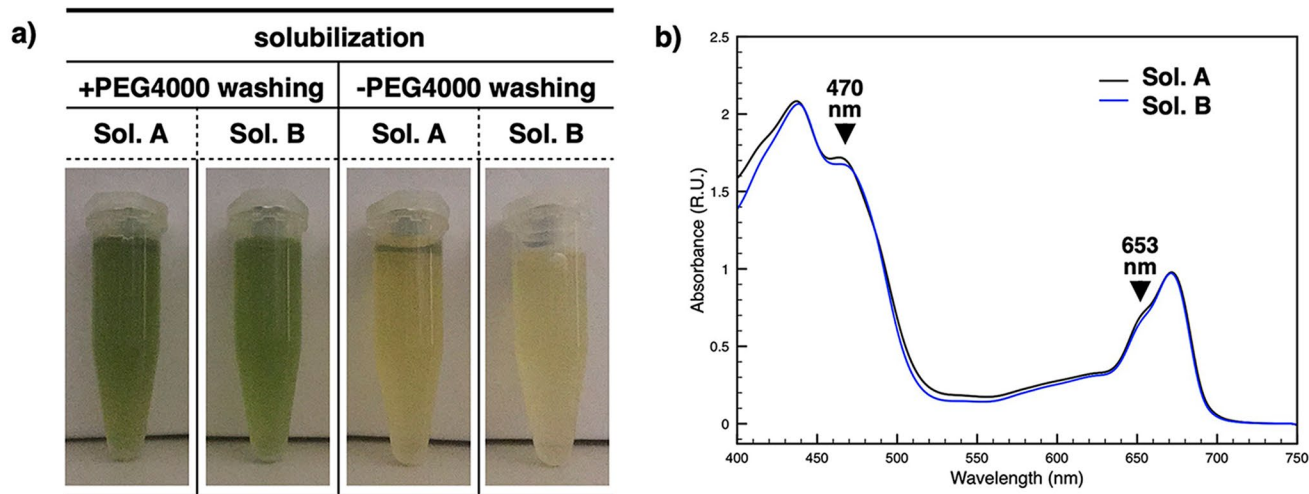 a)
solubilization
+PEG4000 washing -PEG4000 washing
Sol. A Sol. B Sol. A Sol. B
b)
2.5
2
1.5
1
0.5
0
Absorbance (R.U.)
470
nm
653
nm
Sol. A
Sol. B
400 450 500 550 600 650 700 750
Wavelength (nm)